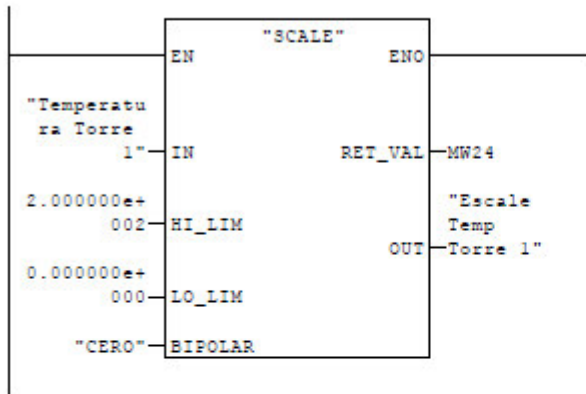 "SCALE"
EN ENO
"Temperatu
ra Torre
1" IN RET_VAL MW24
2.000000e+ "Escale
002 HI_LIM Temp
OUT Torre 1"
0.000000e+
000 LO_LIM
"CERO" BIPOLAR